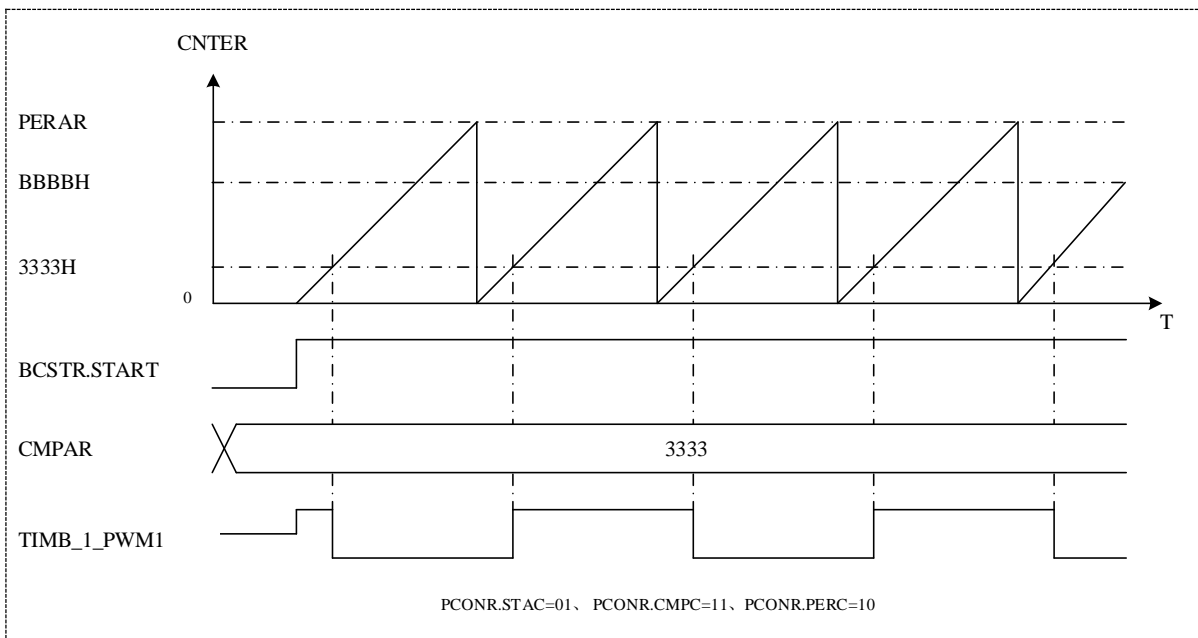 CNTER
PERAR
BBBBH
3333H
0
T
BCSTR.START
CMPAR
3333
TIMB_1_PWM1
PCONR.STAC=01、 PCONR.CMPC=11、PCONR.PERC=10